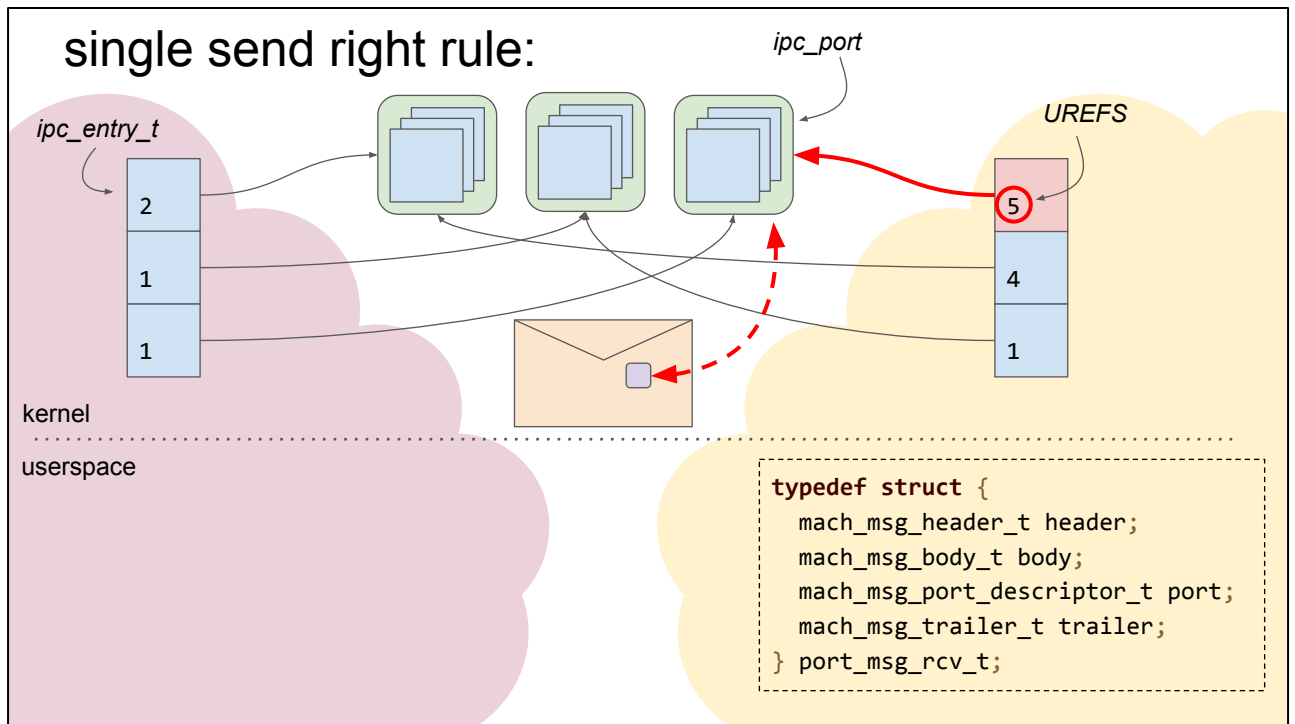 single send right rule:
ipc_port
ipc_entry_t
UREFS
2
1
1
5
4
1
kernel
userspace
typedef struct {
  mach_msg_header_t header;
  mach_msg_body_t body;
  mach_msg_port_descriptor_t port;
  mach_msg_trailer_t trailer;
} port_msg_rcv_t;